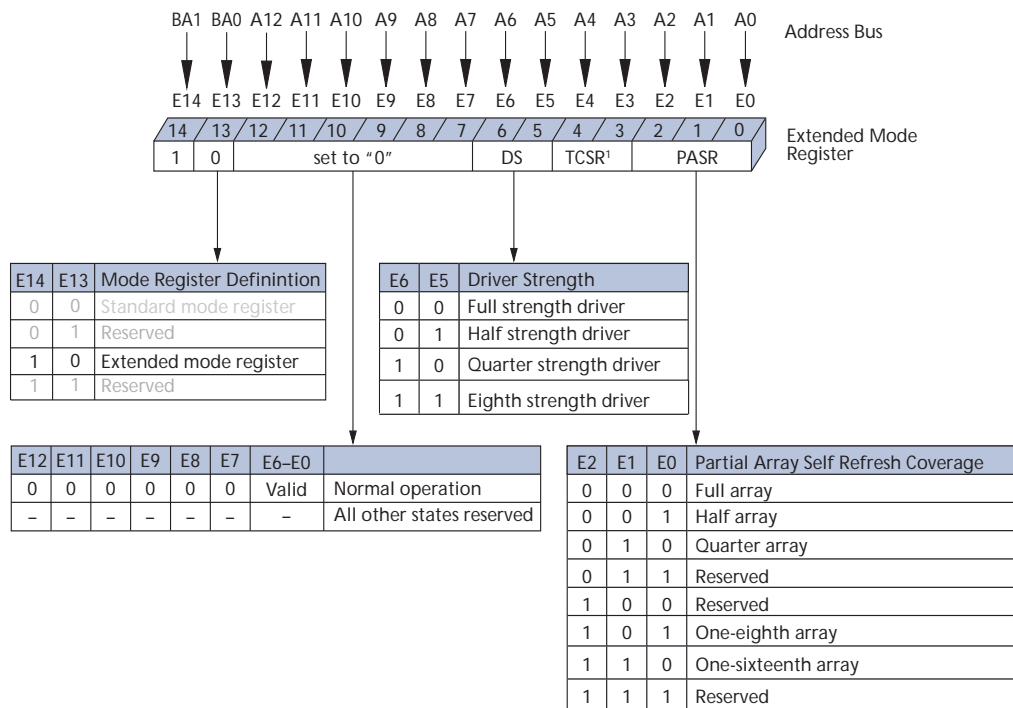 BA1 BA0 A12 A11 A10 A9 A8 A7 A6 A5 A4 A3 A2 A1 A0
Address Bus
E14 E13 E12 E11 E10 E9 E8 E7 E6 E5 E4 E3 E2 E1 E0
14 13 12 11 10 9 8 7 6 5 4 3 2 1 0
Extended Mode
Register
1 0 set to "0" DS TCSR¹ PASR
E14 E13 Mode Register Definintion
0 0 Standard mode register
0 1 Reserved
1 0 Extended mode register
1 1 Reserved
E6 E5 Driver Strength
0 0 Full strength driver
0 1 Half strength driver
1 0 Quarter strength driver
1 1 Eighth strength driver
E12 E11 E10 E9 E8 E7 E6–E0
0 0 0 0 0 0 Valid Normal operation
– – – – – – – All other states reserved
E2 E1 E0 Partial Array Self Refresh Coverage
0 0 0 Full array
0 0 1 Half array
0 1 0 Quarter array
0 1 1 Reserved
1 0 0 Reserved
1 0 1 One-eighth array
1 1 0 One-sixteenth array
1 1 1 Reserved